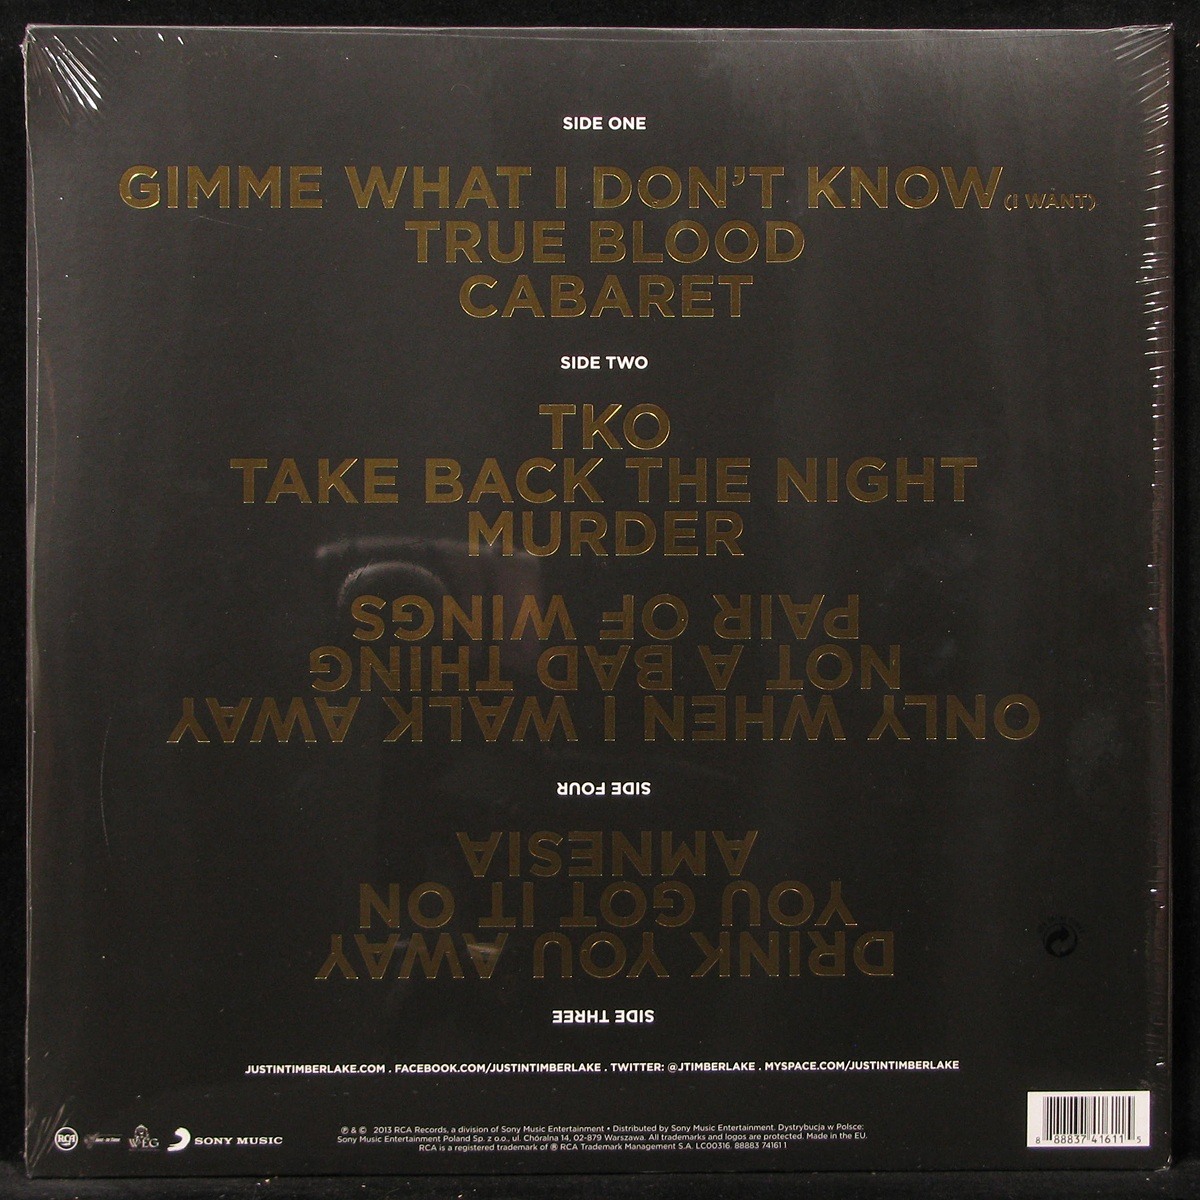 SIDE ONE
GIMME WHAT I DON'T KNOW (I WANT)
TRUE BLOOD
CABARET
SIDE TWO
TKO
TAKE BACK THE NIGHT
MURDER
SIDE THREE
DRINK YOU AWAY
YOU GOT IT ON
AMNESIA
SIDE FOUR
ONLY WHEN I WALK AWAY
NOT A BAD THING
PAIR OF WINGS
JUSTINTIMBERLAKE.COM . FACEBOOK.COM/JUSTINTIMBERLAKE . TWITTER: @JTIMBERLAKE . MYSPACE.COM/JUSTINTIMBERLAKE
RCA
WEG
SONY MUSIC
℗ & © 2013 RCA Records, a division of Sony Music Entertainment • Distributed by Sony Music Entertainment. Dystrybucja w Polsce:
Sony Music Entertainment Poland Sp. z o.o., ul. Chóralna 14, 02-879 Warszawa. All trademarks and logos are protected. Made in the EU.
RCA is a registered trademark of ® RCA Trademark Management S.A. LC00316. 88883 74161 1
8 88837 41611 5